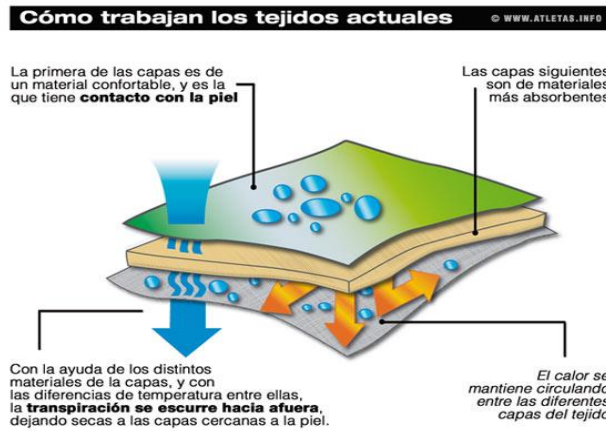 Cómo trabajan los tejidos actuales
© WWW.ATLETAS.INFO
La primera de las capas es de
un material confortable, y es la
que tiene contacto con la piel
Las capas siguientes
son de materiales
más absorbentes
Con la ayuda de los distintos
materiales de la capas, y con
las diferencias de temperatura entre ellas,
la transpiración se escurre hacia afuera,
dejando secas a las capas cercanas a la piel.
El calor se
mantiene circulando
entre las diferentes
capas del tejido